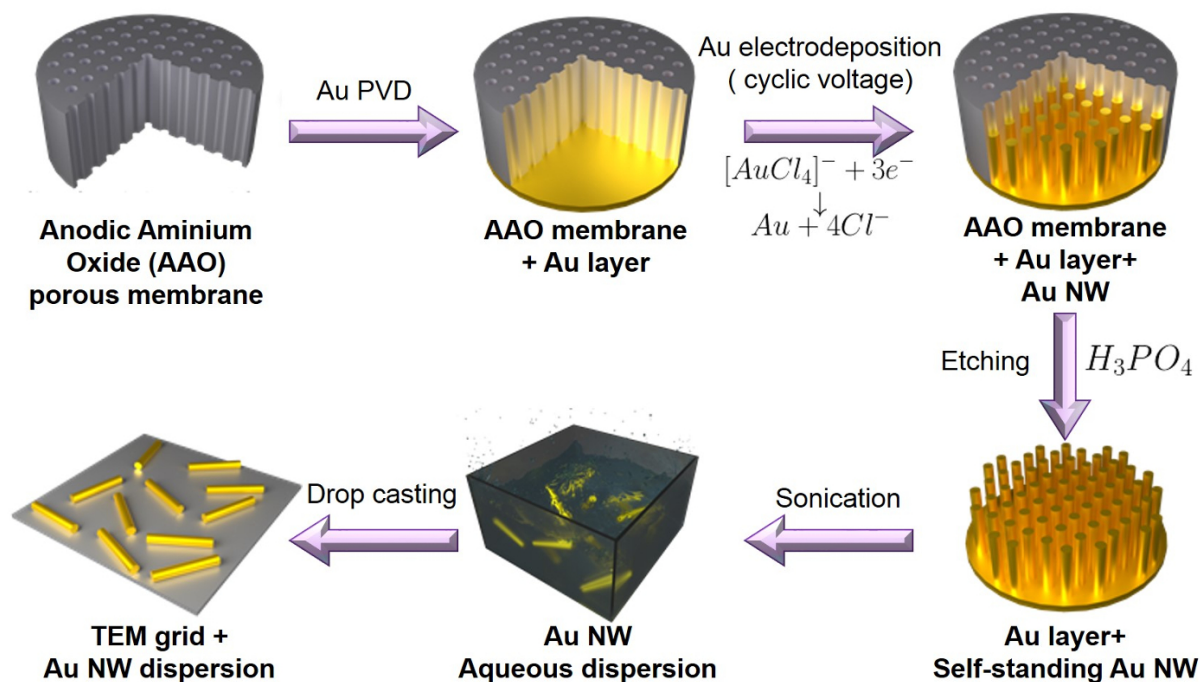 Au PVD
Au electrodeposition
( cyclic voltage)
[AuCl₄]⁻ + 3e⁻
↓
Au + 4Cl⁻
Anodic Aminium
Oxide (AAO)
porous membrane
AAO membrane
+ Au layer
AAO membrane
+ Au layer+
Au NW
Etching
H₃PO₄
Drop casting
Sonication
TEM grid +
Au NW dispersion
Au NW
Aqueous dispersion
Au layer+
Self-standing Au NW